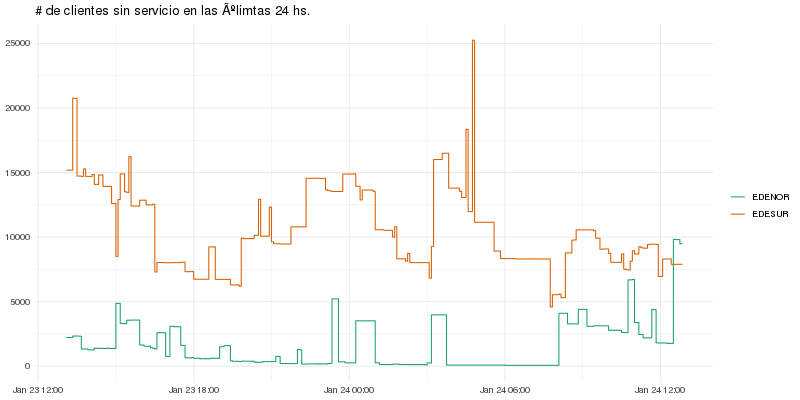 # de clientes sin servicio en las Ãºlimtas 24 hs.
25000
20000
15000
10000
5000
0
Jan 23 12:00
Jan 23 18:00
Jan 24 00:00
Jan 24 06:00
Jan 24 12:00
EDENOR
EDESUR